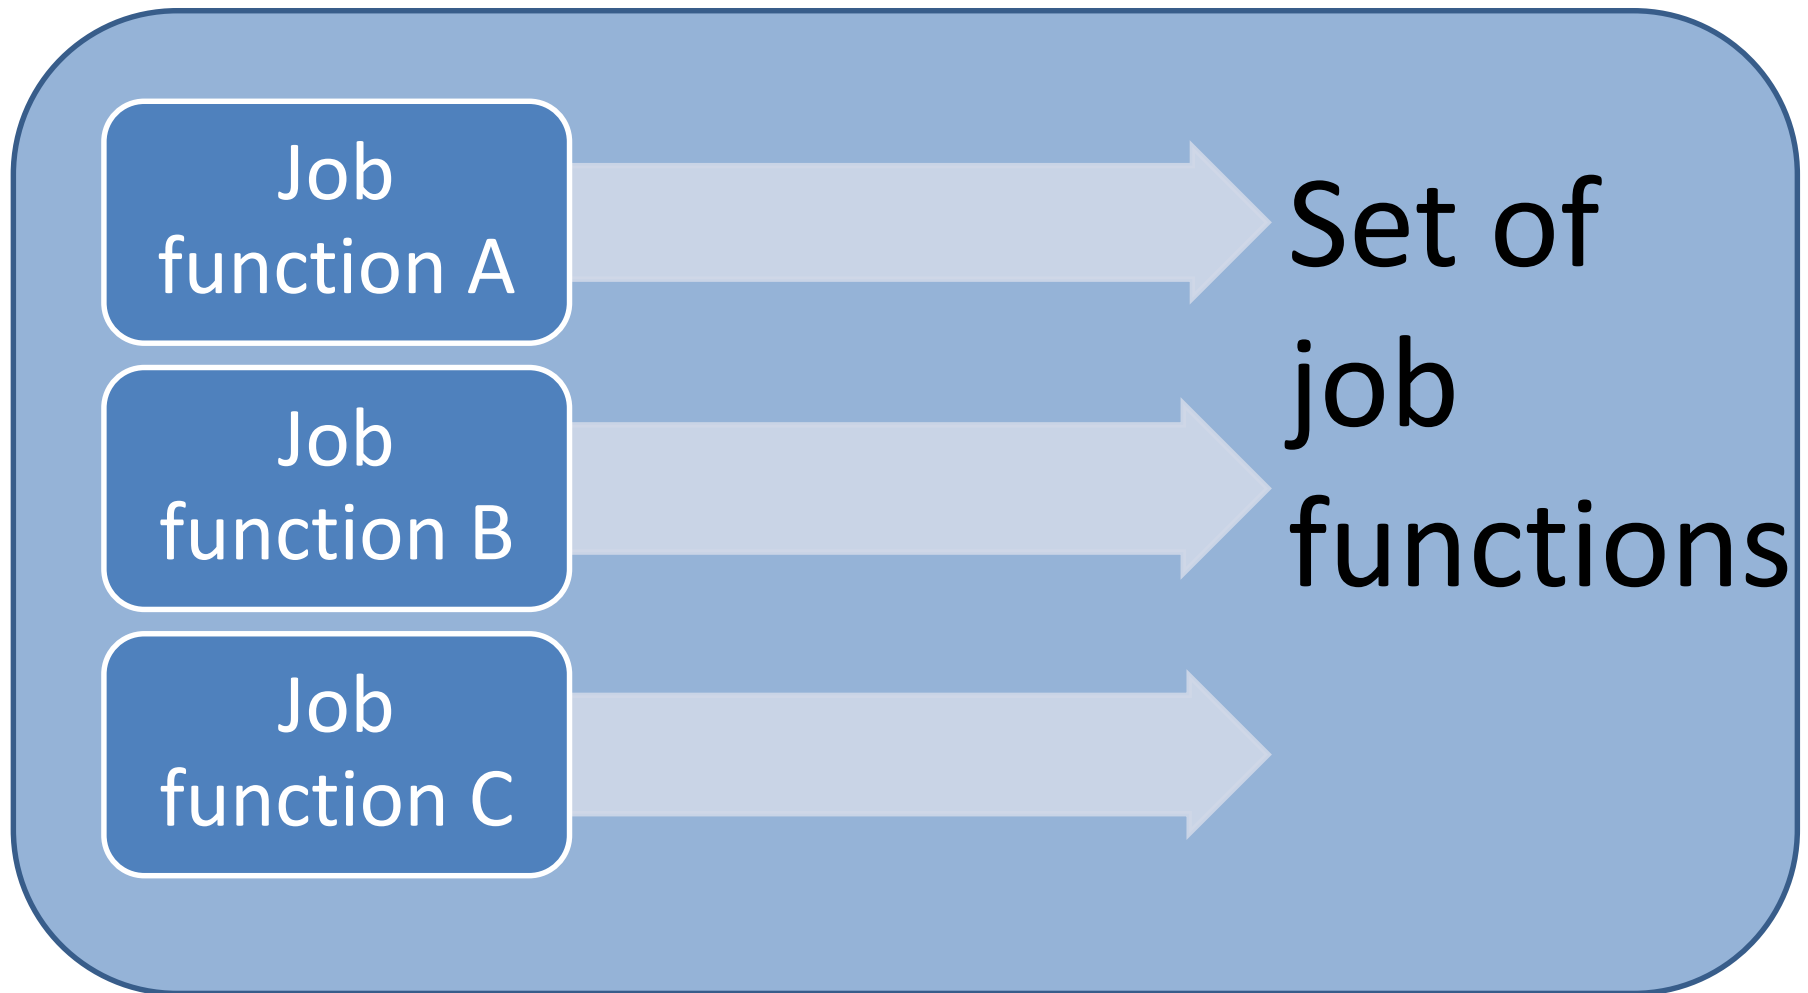 Job
function A
Job
function B
Job
function C
Set of
job
functions